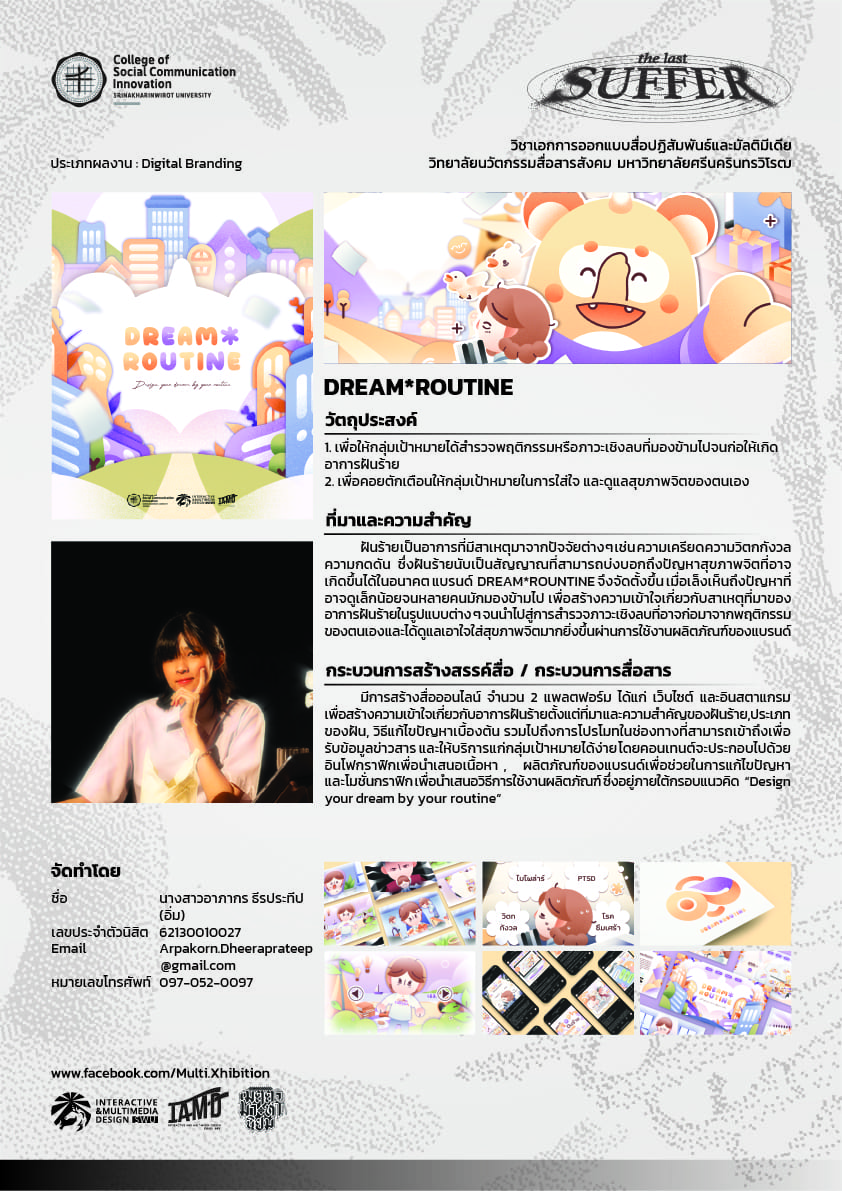 College of
Social Communication
Innovation
SRINAKHARINWIROT UNIVERSITY
the last
SUFFER
วิชาเอกการออกแบบสื่อปฏิสัมพันธ์และมัลติมีเดีย
ประเภทผลงาน : Digital Branding
วิทยาลัยนวัตกรรมสื่อสารสังคม มหาวิทยาลัยศรีนครินทรวิโรฒ
DREAM*
ROUTINE
Design your dream by your routine
College of
Social Communication
Innovation
INTERACTIVE
&MULTIMEDIA
DESIGN SWU
IAMD
DREAM*ROUTINE
วัตถุประสงค์
1. เพื่อให้กลุ่มเป้าหมายได้สำรวจพฤติกรรมหรือภาวะเชิงลบที่มองข้ามไปจนก่อให้เกิด
อาการฝันร้าย
2. เพื่อคอยตักเตือนให้กลุ่มเป้าหมายในการใส่ใจ และดูแลสุขภาพจิตของตนเอง
ที่มาและความสำคัญ
ฝันร้ายเป็นอาการที่มีสาเหตุมาจากปัจจัยต่างๆเช่นความเครียดความวิตกกังวล
ความกดดัน ซึ่งฝันร้ายนับเป็นสัญญาณที่สามารถบ่งบอกถึงปัญหาสุขภาพจิตที่อาจ
เกิดขึ้นได้ในอนาคต แบรนด์ DREAM*ROUNTINE จึงจัดตั้งขึ้น เมื่อเล็งเห็นถึงปัญหาที่
อาจดูเล็กน้อยจนหลายคนนักมองข้ามไป เพื่อสร้างความเข้าใจเกี่ยวกับสาเหตุที่มาของ
อาการฝันร้ายในรูปแบบต่าง ๆ จนนำไปสู่การสำรวจภาวะเชิงลบที่อาจก่อมาจากพฤติกรรม
ของตนเองและได้ดูแลเอาใจใส่สุขภาพจิตมากยิ่งขึ้นผ่านการใช้งานผลิตภัณฑ์ของแบรนด์
กระบวนการสร้างสรรค์สื่อ / กระบวนการสื่อสาร
มีการสร้างสื่อออนไลน์ จำนวน 2 แพลตฟอร์ม ได้แก่ เว็บไซต์ และอินสตาแกรม
เพื่อสร้างความเข้าใจเกี่ยวกับอาการฝันร้ายตั้งแต่ที่มาและความสำคัญของฝันร้าย,ประเภท
ของฝัน, วิธีแก้ไขปัญหาเบื้องต้น รวมไปถึงการโปรโมทในช่องทางที่สามารถเข้าถึงเพื่อ
รับข้อมูลข่าวสาร และให้บริการแก่กลุ่มเป้าหมายได้ง่าย โดยคอนเทนต์จะประกอบไปด้วย
อินโฟกราฟิกเพื่อนำเสนอเนื้อหา , ผลิตภัณฑ์ของแบรนด์เพื่อช่วยในการแก้ไขปัญหา
และโมชั่นกราฟิก เพื่อนำเสนอวิธีการใช้งานผลิตภัณฑ์ ซึ่งอยู่ภายใต้กรอบแนวคิด “Design
your dream by your routine”
จัดทำโดย
ชื่อ นางสาวอาภากร ธีรประทีป
(อิ่ม)
เลขประจำตัวนิสิต 62130010027
Email Arpakorn.Dheeraprateep
@gmail.com
หมายเลขโทรศัพท์ 097-052-0097
ไบโพล่าร์
PTSD
วิตก
กังวล
โรค
ซึมเศร้า
DREAM*
ROUTINE
www.facebook.com/Multi.Xhibition
INTERACTIVE
&MULTIMEDIA
DESIGN SWU
IAMD